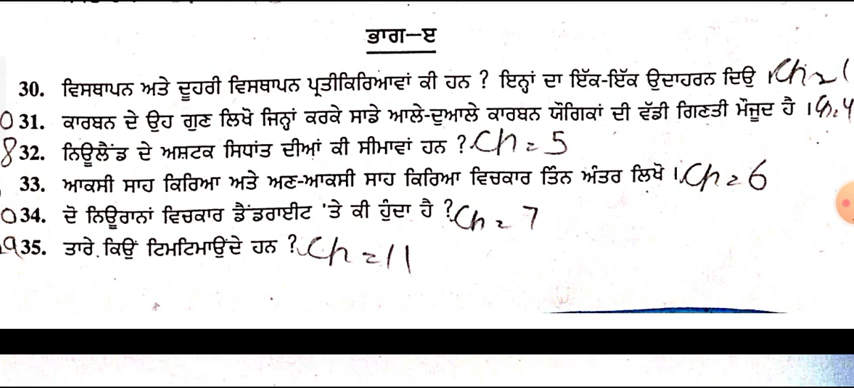 ਭਾਗ–ੲ
30. ਵਿਸਥਾਪਨ ਅਤੇ ਦੂਹਰੀ ਵਿਸਥਾਪਨ ਪ੍ਰਤੀਕਿਰਿਆਵਾਂ ਕੀ ਹਨ ? ਇਨ੍ਹਾਂ ਦਾ ਇੱਕ-ਇੱਕ ਉਦਾਹਰਨ ਦਿਉ । Ch = 1
31. ਕਾਰਬਨ ਦੇ ਉਹ ਗੁਣ ਲਿਖੋ ਜਿਨ੍ਹਾਂ ਕਰਕੇ ਸਾਡੇ ਆਲੇ-ਦੁਆਲੇ ਕਾਰਬਨ ਯੌਗਿਕਾਂ ਦੀ ਵੱਡੀ ਗਿਣਤੀ ਮੌਜੂਦ ਹੈ । Ch = 4
32. ਨਿਊਲੈਂਡ ਦੇ ਅਸ਼ਟਕ ਸਿਧਾਂਤ ਦੀਆਂ ਕੀ ਸੀਮਾਵਾਂ ਹਨ ? Ch = 5
33. ਆਕਸੀ ਸਾਹ ਕਿਰਿਆ ਅਤੇ ਅਣ-ਆਕਸੀ ਸਾਹ ਕਿਰਿਆ ਵਿਚਕਾਰ ਤਿੰਨ ਅੰਤਰ ਲਿਖੋ । Ch = 6
34. ਦੋ ਨਿਊਰਾਨਾਂ ਵਿਚਕਾਰ ਡੈਂਡਰਾਈਟ 'ਤੇ ਕੀ ਹੁੰਦਾ ਹੈ ? Ch = 7
35. ਤਾਰੇ ਕਿਉਂ ਟਿਮਟਿਮਾਉਂਦੇ ਹਨ ? Ch = 11